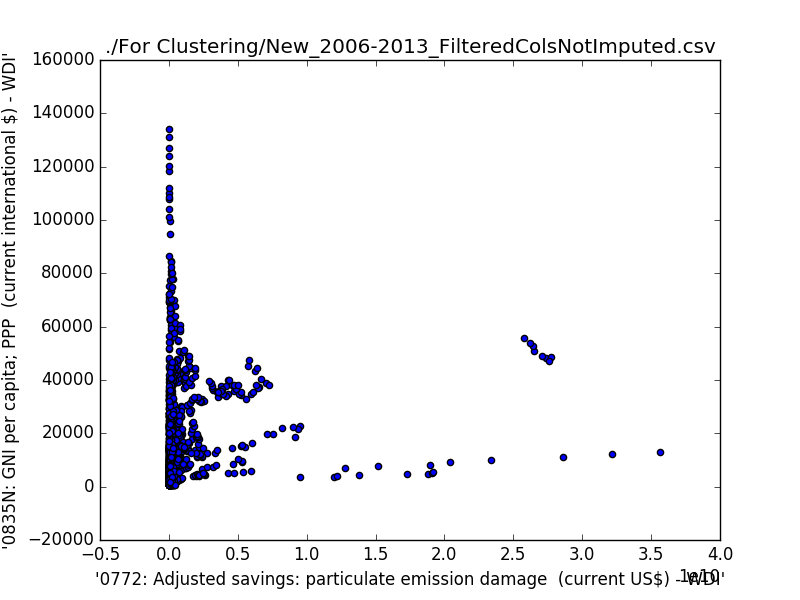 ./For Clustering/New_2006-2013_FilteredColsNotImputed.csv
160000
140000
120000
100000
80000
60000
40000
20000
0
−20000
'0835N: GNI per capita; PPP  (current international $) - WDI'
−0.5 0.0 0.5 1.0 1.5 2.0 2.5 3.0 3.5 4.0
1e10
'0772: Adjusted savings: particulate emission damage  (current US$) - WDI'